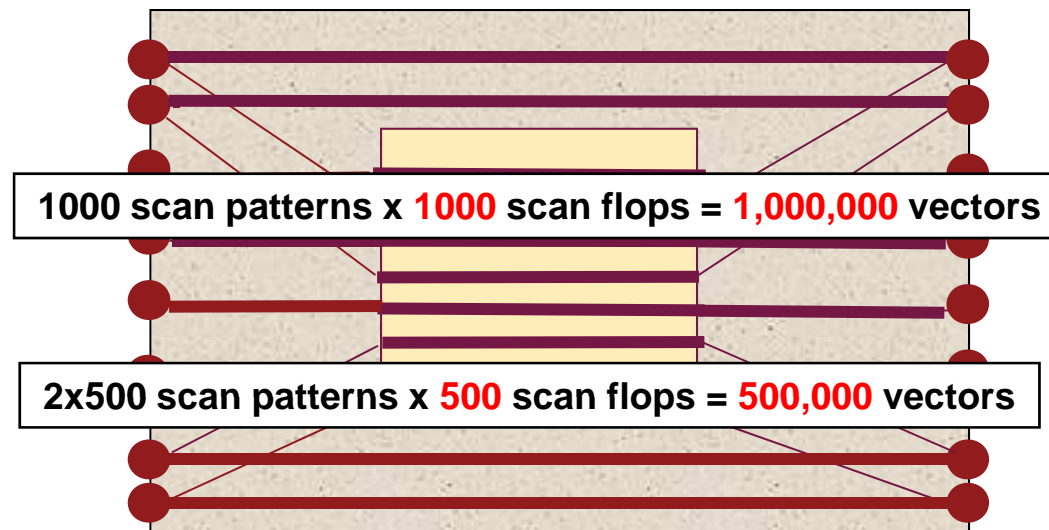 1000 scan patterns x 1000 scan flops = 1,000,000 vectors
2x500 scan patterns x 500 scan flops = 500,000 vectors